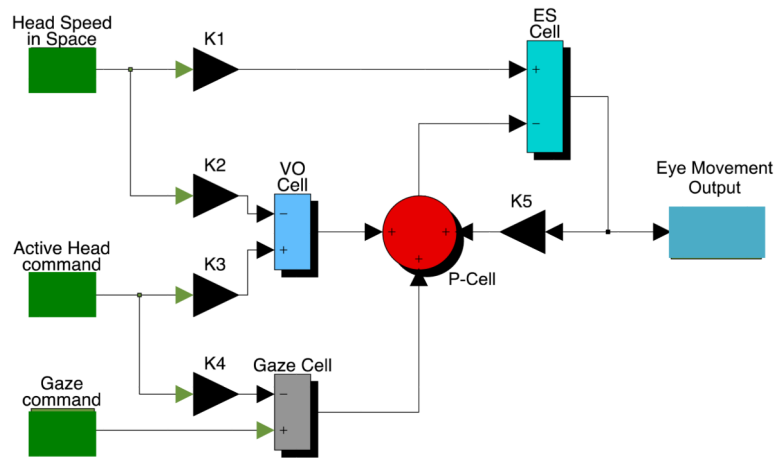 Head Speed
in Space
K1
ES
Cell
+
−
K2
VO
Cell
−
+
Eye Movement
Output
K5
+
+
+
P-Cell
Active Head
command
K3
K4
Gaze Cell
−
+
Gaze
command